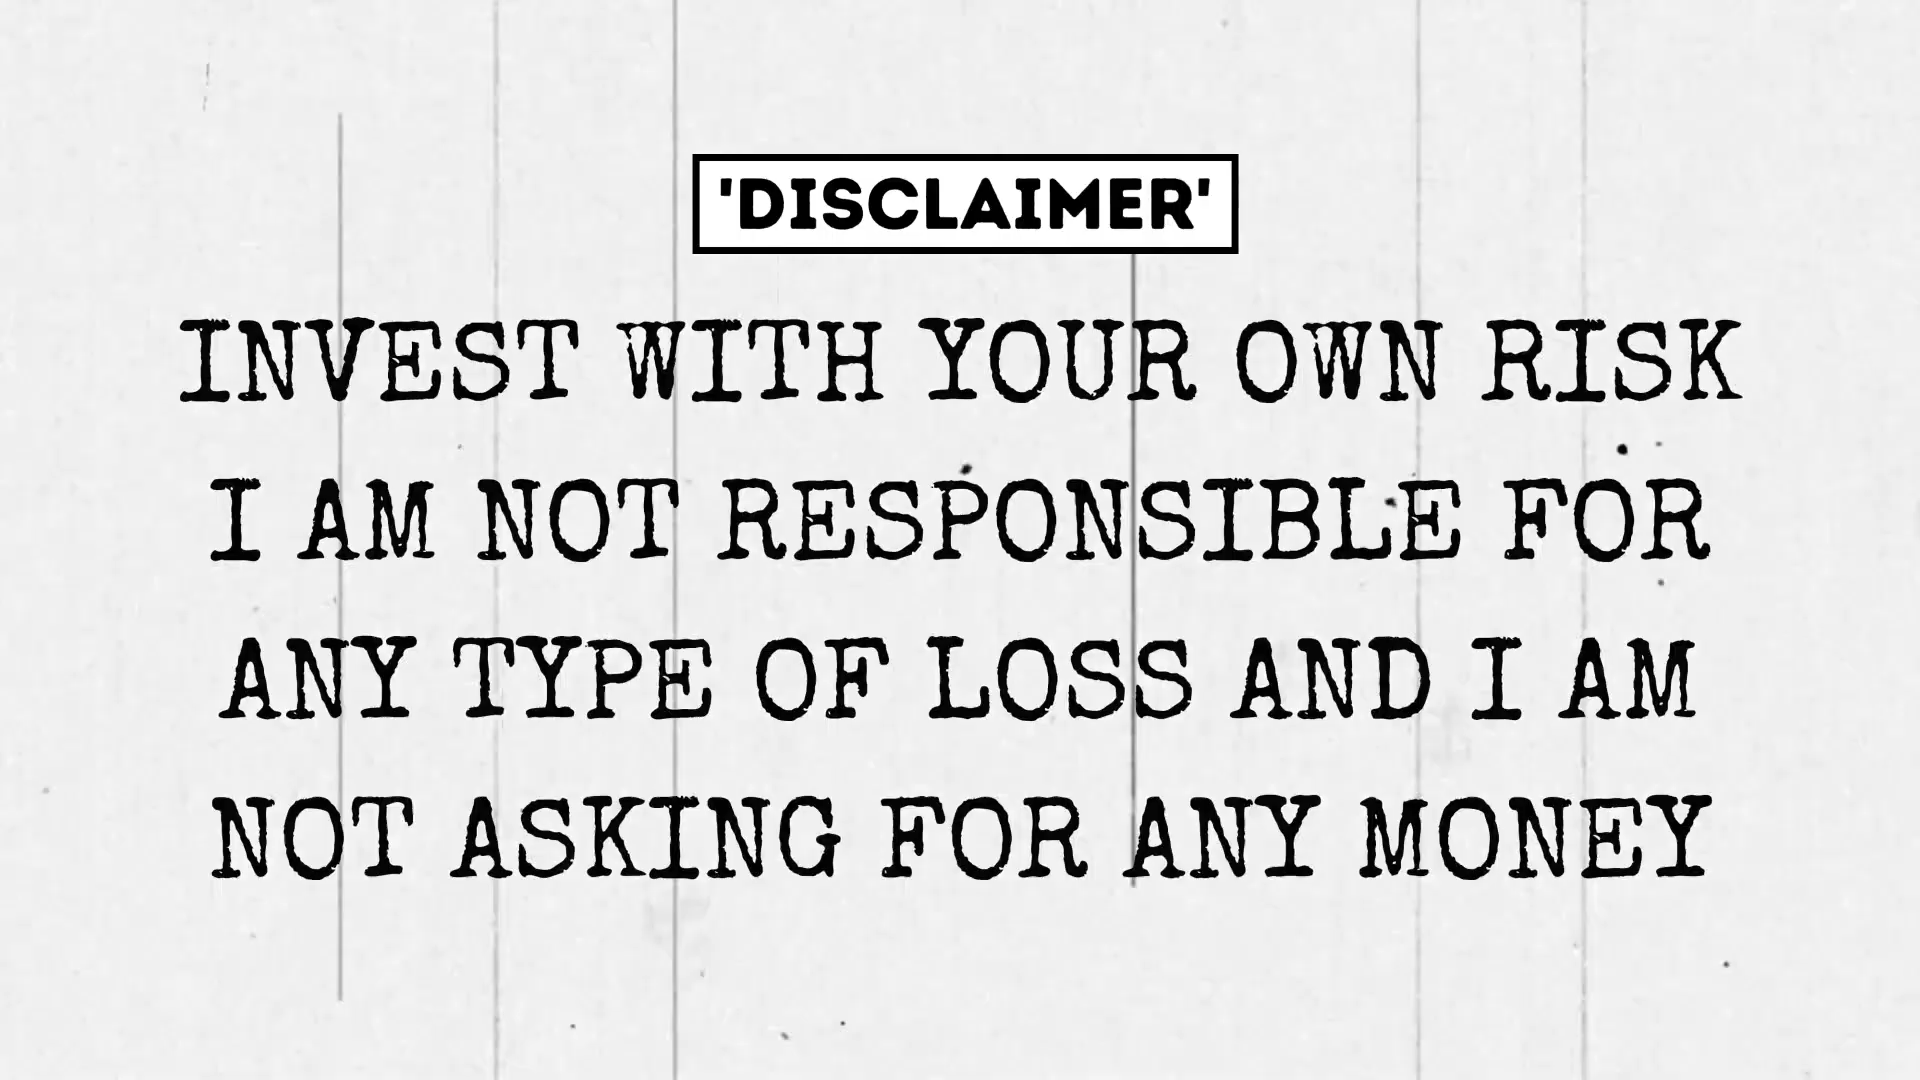 'DISCLAIMER'
INVEST WITH YOUR OWN RISK
I AM NOT RESPONSIBLE FOR
ANY TYPE OF LOSS AND I AM
NOT ASKING FOR ANY MONEY